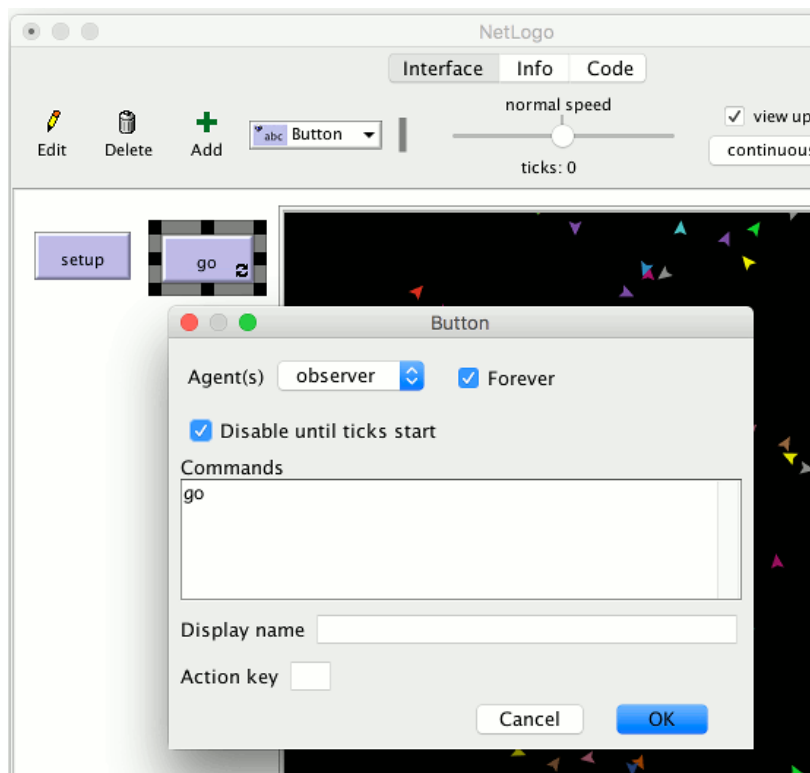 NetLogo
Interface Info Code
normal speed
Edit Delete Add abc Button
view up
continuous
ticks: 0
setup
go
Button
Agent(s) observer Forever
Disable until ticks start
Commands
go
Display name
Action key
Cancel OK